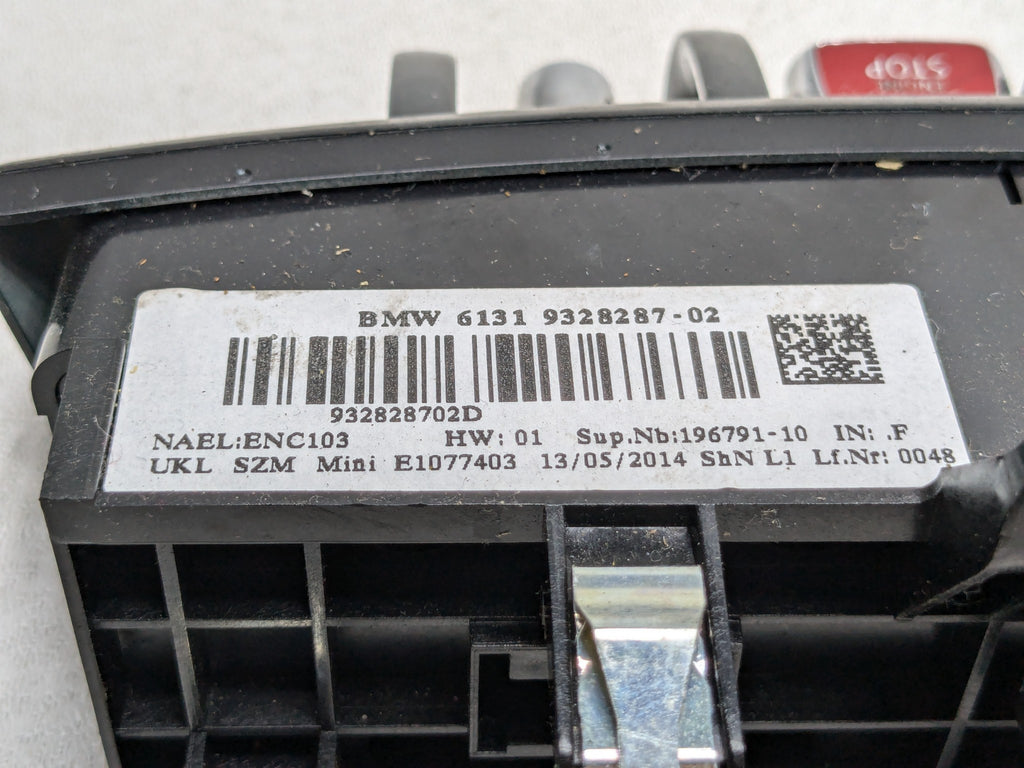 STOP
ENGINE
BMW 6131 9328287-02
932828702D
NAEL:ENC103 HW: 01 Sup.Nb:196791-10 IN: .F
UKL SZM Mini E1077403 13/05/2014 ShN L1 Lf.Nr: 0048